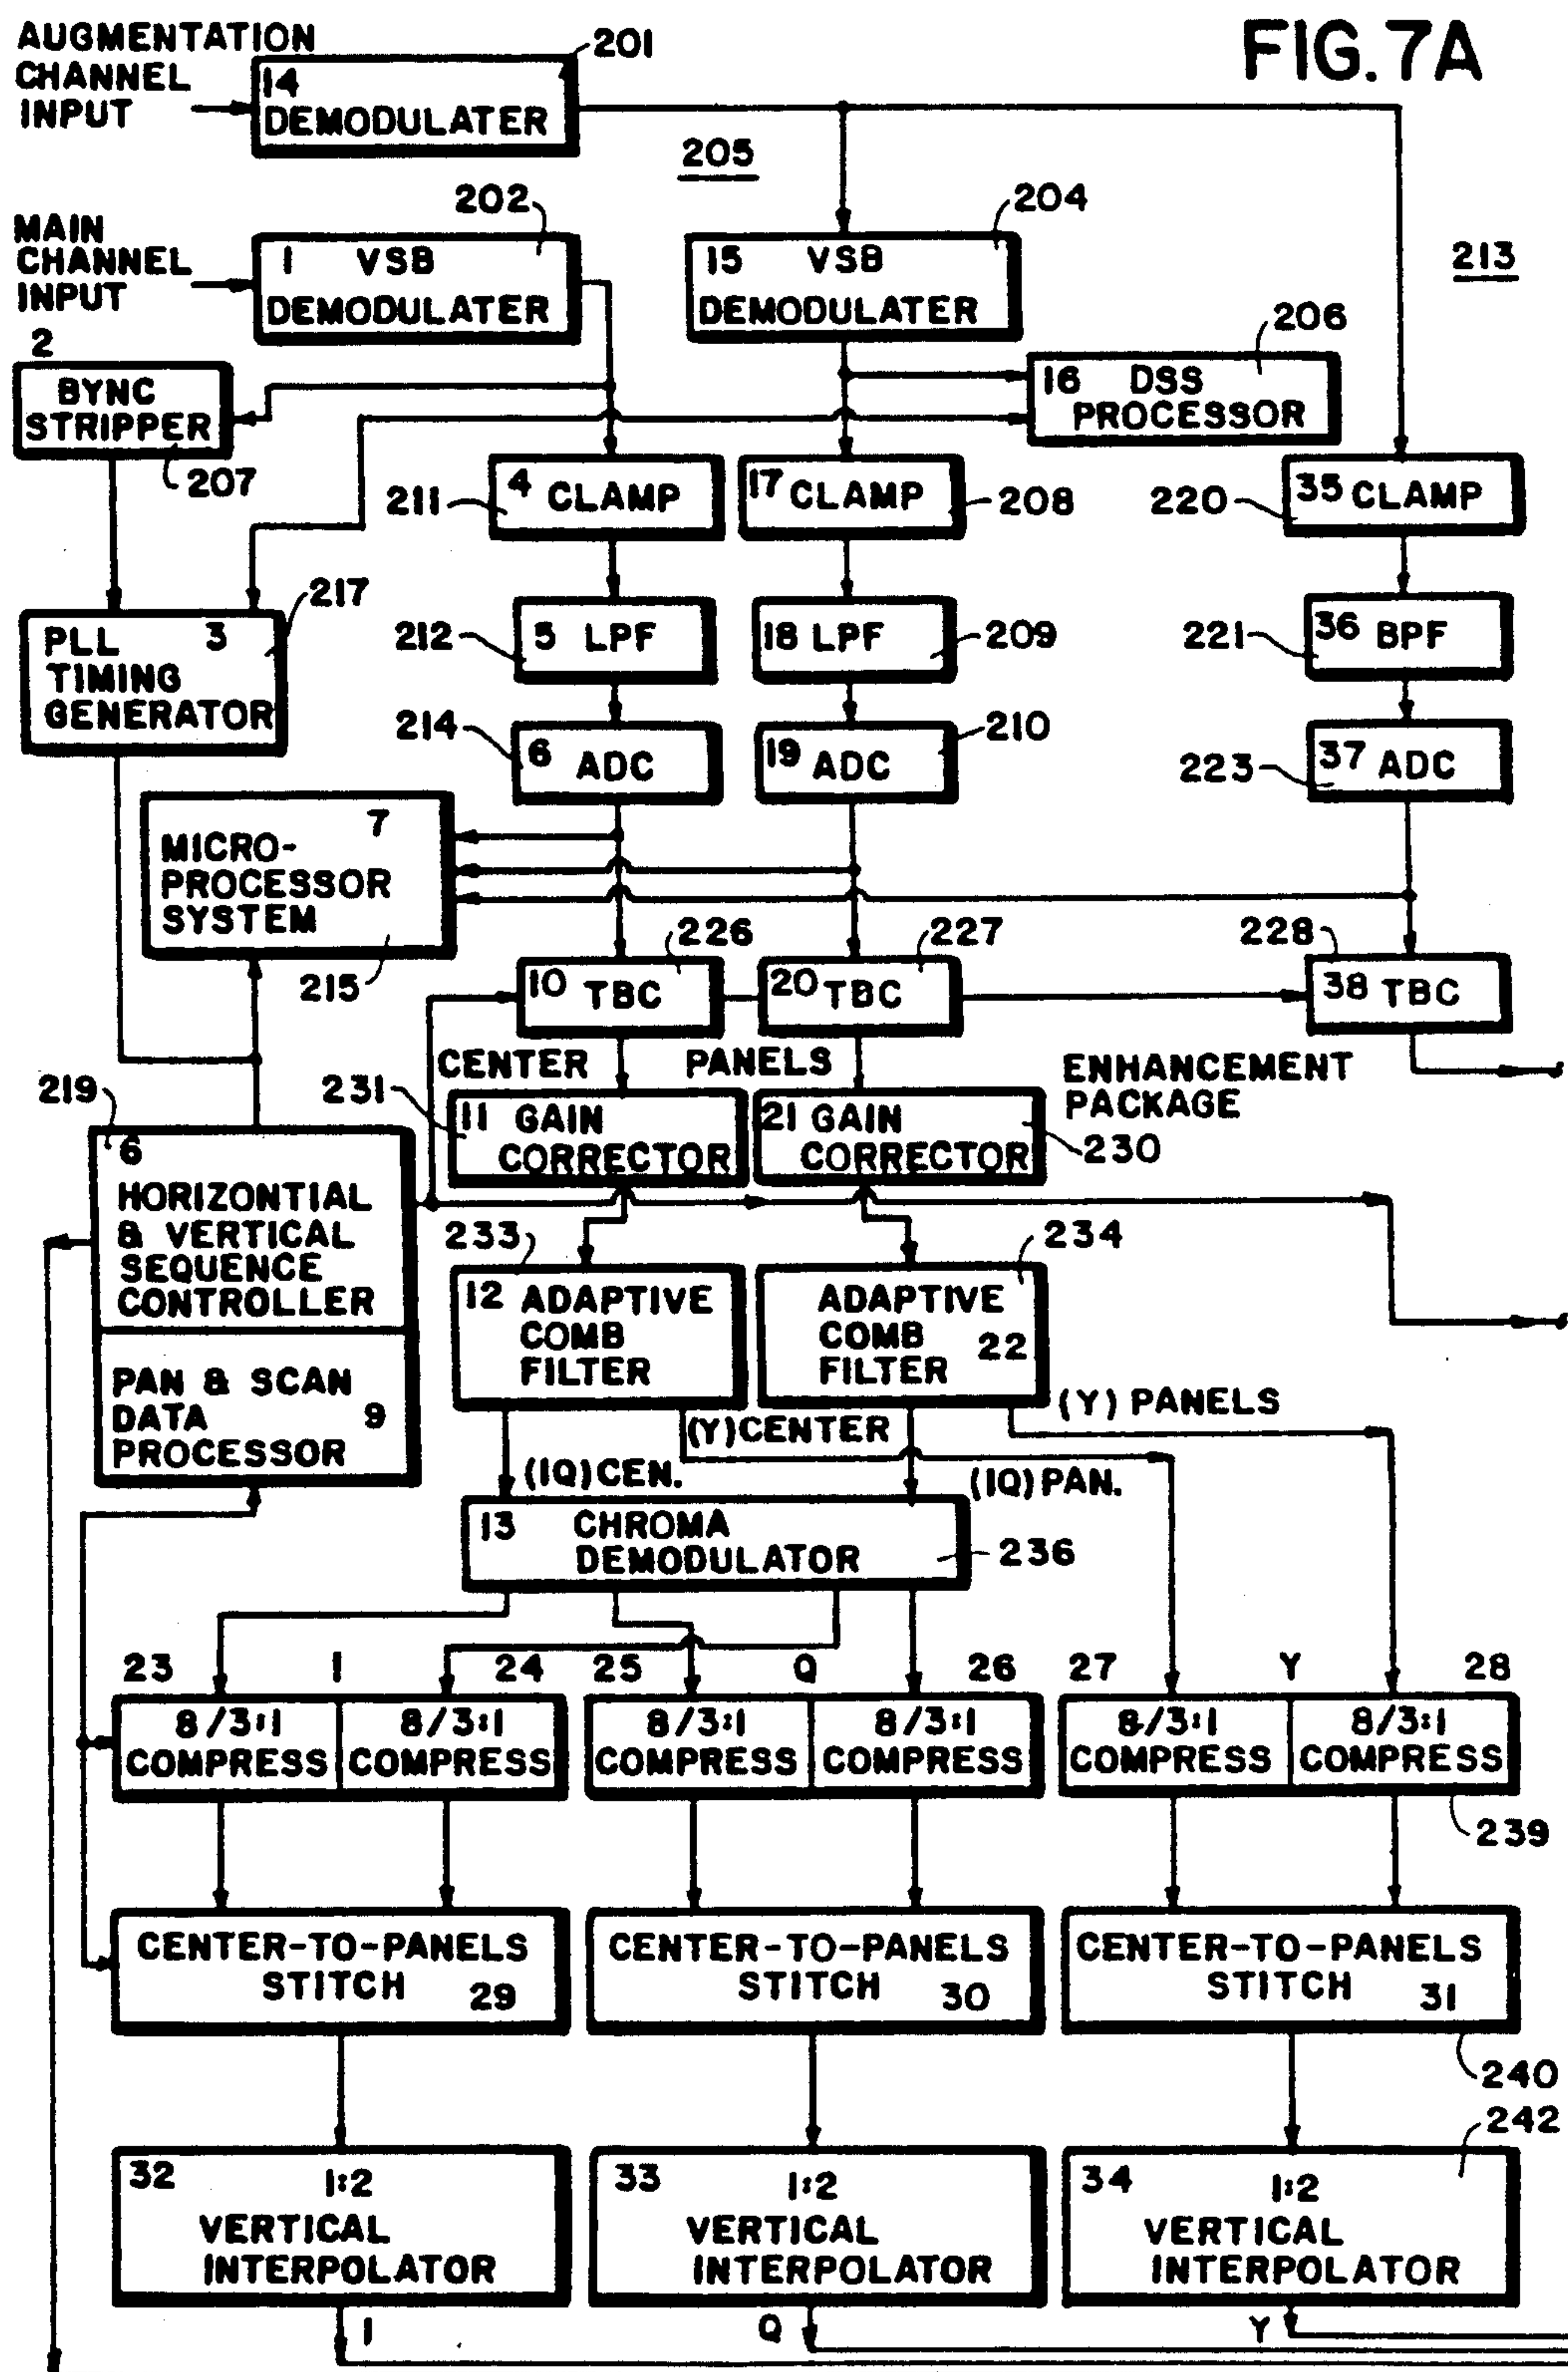 FIG. 7A
AUGMENTATION
CHANNEL
INPUT
201
14
DEMODULATER
205
MAIN
CHANNEL
INPUT
202
1 VSB
DEMODULATER
204
15 VSB
DEMODULATER
213
206
16 DSS
PROCESSOR
2
BYNC
STRIPPER
207
211
4 CLAMP
17 CLAMP
208
220
35 CLAMP
217
PLL 3
TIMING
GENERATOR
212
5 LPF
18 LPF
209
221
36 BPF
214
6 ADC
19 ADC
210
223
37 ADC
7
MICRO-
PROCESSOR
SYSTEM
215
226
10 TBC
227
20 TBC
228
38 TBC
CENTER
PANELS
ENHANCEMENT
PACKAGE
219
231
11 GAIN
CORRECTOR
21 GAIN
CORRECTOR
230
6
HORIZONTIAL
& VERTICAL
SEQUENCE
CONTROLLER
233
12 ADAPTIVE
COMB
FILTER
234
ADAPTIVE
COMB
FILTER 22
PAN & SCAN
DATA 9
PROCESSOR
(Y) CENTER
(Y) PANELS
(IQ) CEN.
(IQ) PAN.
13 CHROMA
DEMODULATOR
236
23 I 24
25 Q 26
27 Y 28
8/3:1
COMPRESS
8/3:1
COMPRESS
8/3:1
COMPRESS
8/3:1
COMPRESS
8/3:1
COMPRESS
8/3:1
COMPRESS
239
CENTER-TO-PANELS
STITCH 29
CENTER-TO-PANELS
STITCH 30
CENTER-TO-PANELS
STITCH 31
240
242
32 1:2
VERTICAL
INTERPOLATOR
33 1:2
VERTICAL
INTERPOLATOR
34 1:2
VERTICAL
INTERPOLATOR
I
Q
Y